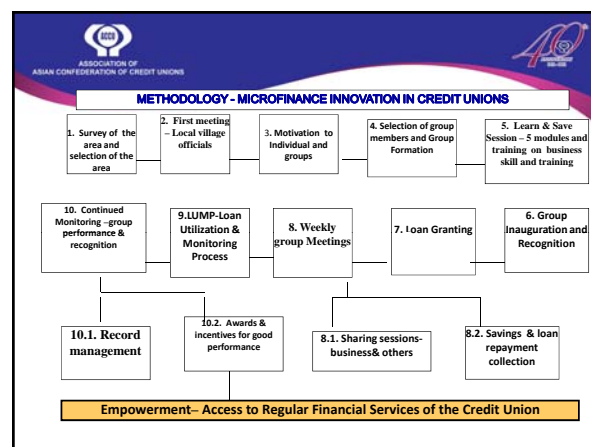 ACCU
ASSOCIATION OF
ASIAN CONFEDERATION OF CREDIT UNIONS
METHODOLOGY - MICROFINANCE INNOVATION IN CREDIT UNIONS
1. Survey of the
area and
selection of the
area
2. First meeting
– Local village
officials
3. Motivation to
Individual and
groups
4. Selection of group
members and Group
Formation
5. Learn & Save
Session – 5 modules and
training on business
skill and training
10. Continued
Monitoring –group
performance &
recognition
9.LUMP-Loan
Utilization &
Monitoring
Process
8. Weekly
group Meetings
7. Loan Granting
6. Group
Inauguration and
Recognition
10.1. Record
management
10.2. Awards &
incentives for good
performance
8.1. Sharing sessions-
business& others
8.2. Savings & loan
repayment
collection
Empowerment– Access to Regular Financial Services of the Credit Union